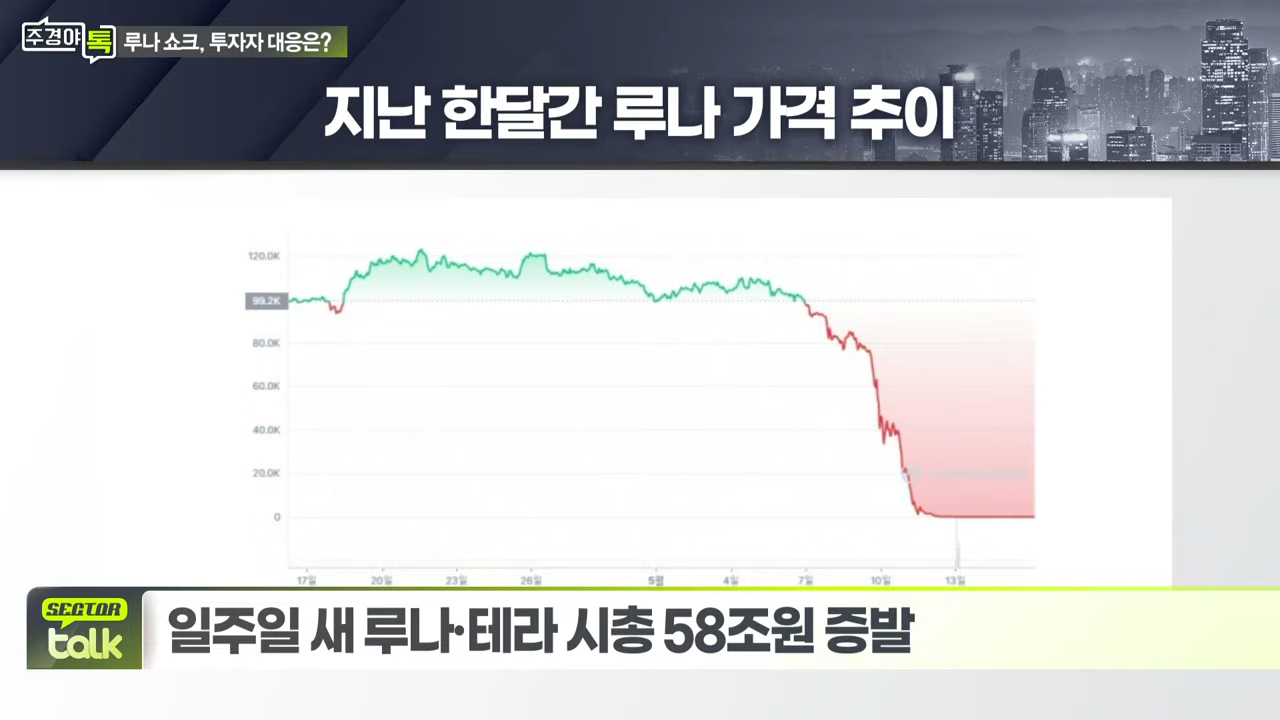 주경야톡 루나 쇼크, 투자자 대응은?
지난 한달간 루나 가격 추이
120.0K
99.2K
80.0K
60.0K
40.0K
20.0K
0
17일 20일 23일 26일 5월 4일 7일 10일 13일
SECTOR
talk
일주일 새 루나·테라 시총 58조원 증발